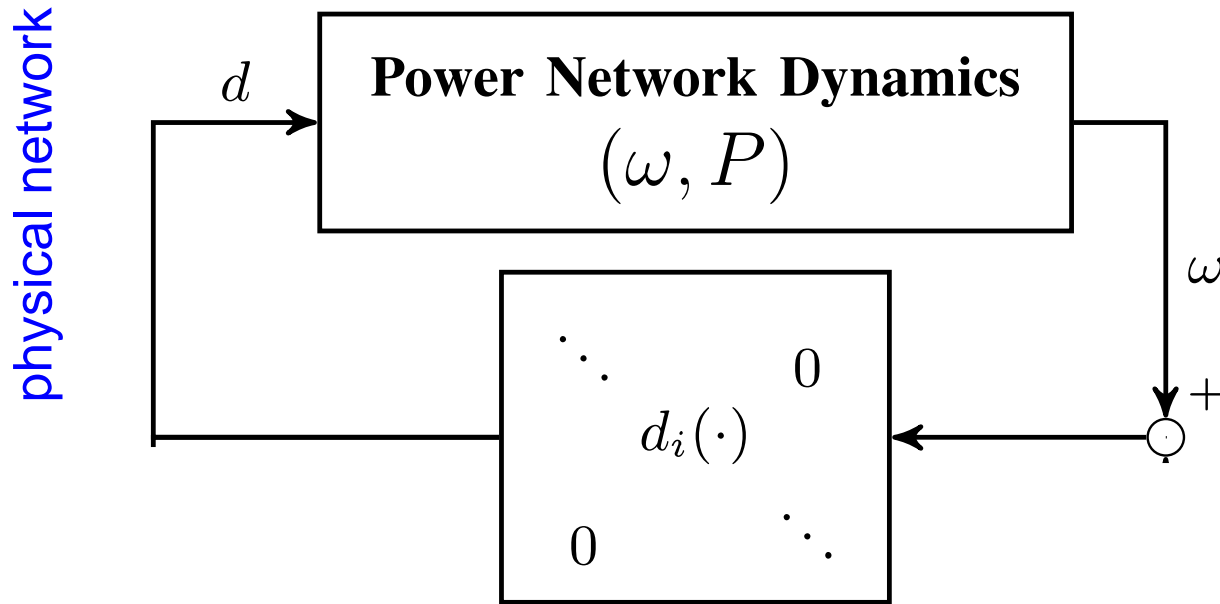 physical network
d
Power Network Dynamics
(ω, P)
ω
+
⋱ 0
d_i(·)
0 ⋱